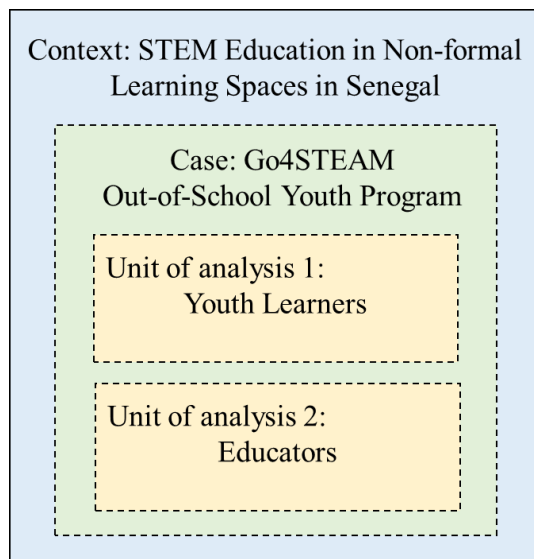 Context: STEM Education in Non-formal
Learning Spaces in Senegal
Case: Go4STEAM
Out-of-School Youth Program
Unit of analysis 1:
Youth Learners
Unit of analysis 2:
Educators